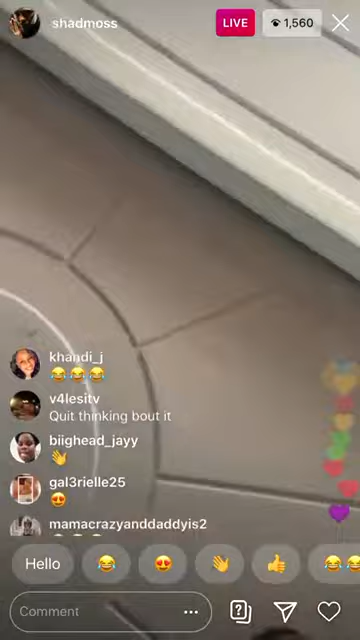 shadmoss
LIVE
1,560
khandi_j
😂😂😂
v4lesitv
Quit thinking bout it
biighead_jayy
👋
gal3rielle25
😍
mamacrazyanddaddyis2
Hello
Comment